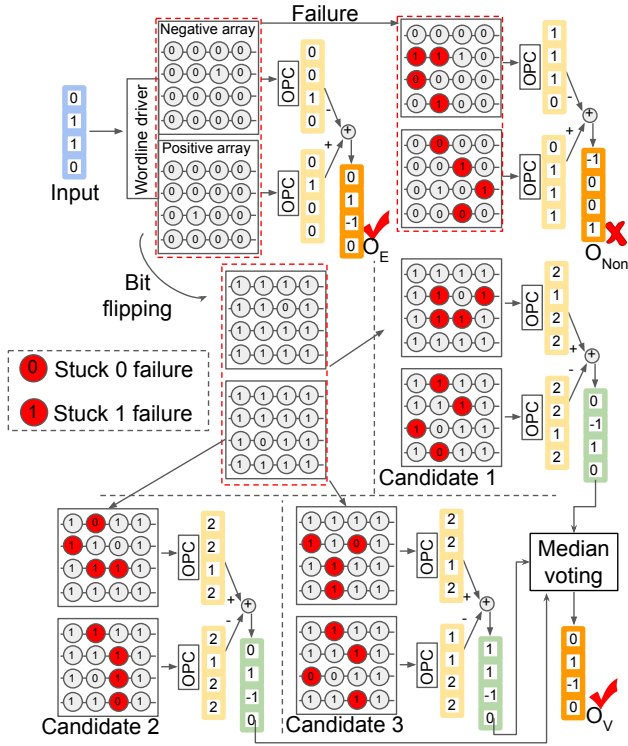 Failure
Negative array
0 0 0 0
0 0 1 0
0 0 0 0
0 0 0 0
OPC
0
0
1
0
-
Wordline driver
0
1
1
0
Input
Positive array
0 0 0 0
0 0 0 0
0 1 0 0
0 0 0 0
OPC
0
1
0
0
+
+
0
1
-1
0
O_E
0 0 0 0
1 1 1 0
0 0 0 0
0 1 0 0
OPC
1
1
1
0
-
0 0 0 0
0 0 1 0
0 1 0 1
0 0 0 0
OPC
0
1
1
1
+
+
-1
0
0
1
O_Non
Bit
flipping
1 1 1 1
1 1 0 1
1 1 1 1
1 1 1 1
1 1 1 1
1 1 1 1
1 0 1 1
1 1 1 1
0 Stuck 0 failure
1 Stuck 1 failure
1 1 1 1
1 1 0 1
1 1 1 1
1 1 1 1
OPC
2
1
2
2
+
1 1 1 1
1 1 1 1
1 0 1 1
1 0 1 1
OPC
2
2
1
2
-
+
0
-1
1
0
Candidate 1
1 0 1 1
1 1 0 1
1 1 1 1
1 1 1 1
OPC
2
2
1
2
+
1 1 1 1
1 1 1 1
1 0 0 1
1 1 0 1
OPC
2
1
2
2
-
+
0
1
-1
0
Candidate 2
1 1 1 1
1 1 0 1
1 1 1 1
1 1 1 1
OPC
2
2
1
2
+
1 1 1 1
1 1 1 1
0 0 1 1
1 1 1 1
OPC
1
1
2
2
-
+
1
1
-1
0
Candidate 3
Median
voting
0
1
-1
0
O_V